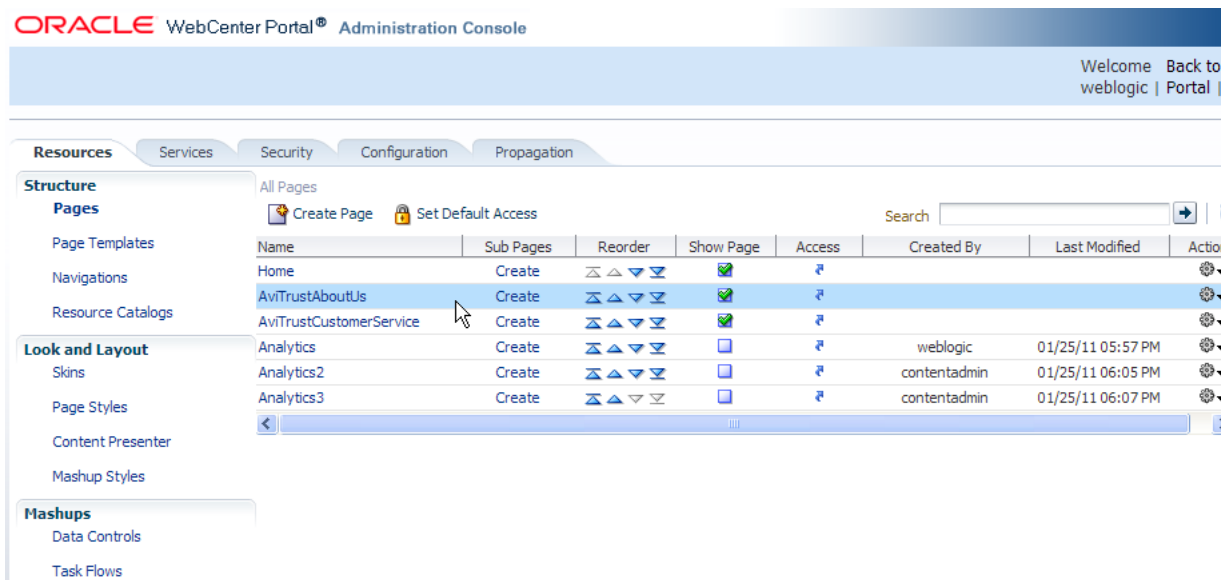 ORACLE WebCenter Portal® Administration Console
Welcome Back to
weblogic | Portal |
Resources Services Security Configuration Propagation
Structure
Pages
Page Templates
Navigations
Resource Catalogs
Look and Layout
Skins
Page Styles
Content Presenter
Mashup Styles
Mashups
Data Controls
Task Flows
All Pages
Create Page Set Default Access Search
Name Sub Pages Reorder Show Page Access Created By Last Modified
Home Create
AviTrustAboutUs Create
AviTrustCustomerService Create
Analytics Create weblogic 01/25/11 05:57 PM
Analytics2 Create contentadmin 01/25/11 06:05 PM
Analytics3 Create contentadmin 01/25/11 06:07 PM